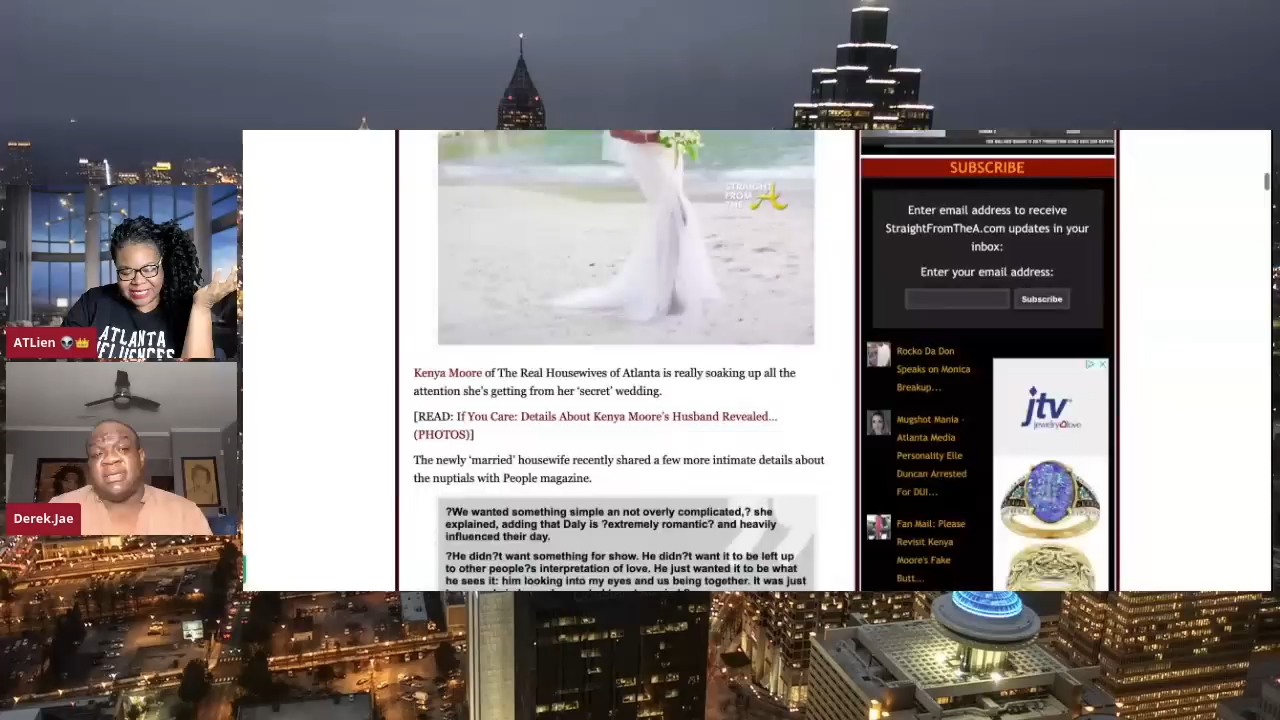 STRAIGHT
FROM
THE A
Kenya Moore of The Real Housewives of Atlanta is really soaking up all the
attention she's getting from her 'secret' wedding.
[READ: If You Care: Details About Kenya Moore's Husband Revealed...
(PHOTOS)]
The newly 'married' housewife recently shared a few more intimate details about
the nuptials with People magazine.
?We wanted something simple an not overly complicated,? she
explained, adding that Daly is ?extremely romantic? and heavily
influenced their day.
?He didn?t want something for show. He didn?t want it to be left up
to other people?s interpretation of love. He just wanted it to be what
he sees it: him looking into my eyes and us being together. It was just
SUBSCRIBE
Enter email address to receive
StraightFromTheA.com updates in your
inbox:
Enter your email address:
Subscribe
Rocko Da Don
Speaks on Monica
Breakup...
Mugshot Mania -
Atlanta Media
Personality Elle
Duncan Arrested
For DUI...
Fan Mail: Please
Revisit Kenya
Moore's Fake
Butt...
jtv
jewelry love
ATLANTA
INFLUENCES
ATLien 👽👑
Derek.Jae